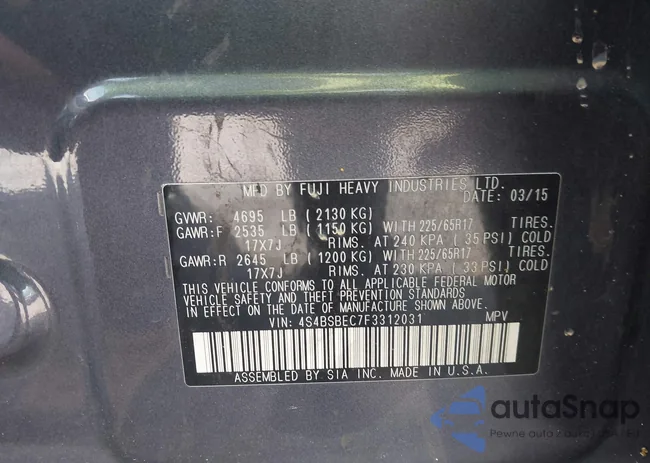 MFD BY FUJI HEAVY INDUSTRIES LTD.
DATE: 03/15
GVWR: 4695 LB ( 2130 KG)
GAWR:F 2535 LB ( 1150 KG) WITH 225/65R17 TIRES.
17X7J RIMS. AT 240 KPA ( 35 PSI) COLD
GAWR:R 2645 LB ( 1200 KG) WITH 225/65R17 TIRES.
17X7J RIMS. AT 230 KPA ( 33 PSI) COLD
THIS VEHICLE CONFORMS TO ALL APPLICABLE FEDERAL MOTOR
VEHICLE SAFETY AND THEFT PREVENTION STANDARDS
IN EFFECT ON THE DATE OF MANUFACTURE SHOWN ABOVE.
VIN: 4S4BSBEC7F3312031 MPV
ASSEMBLED BY SIA INC. MADE IN U.S.A.
autaSnap
Pewne auta z